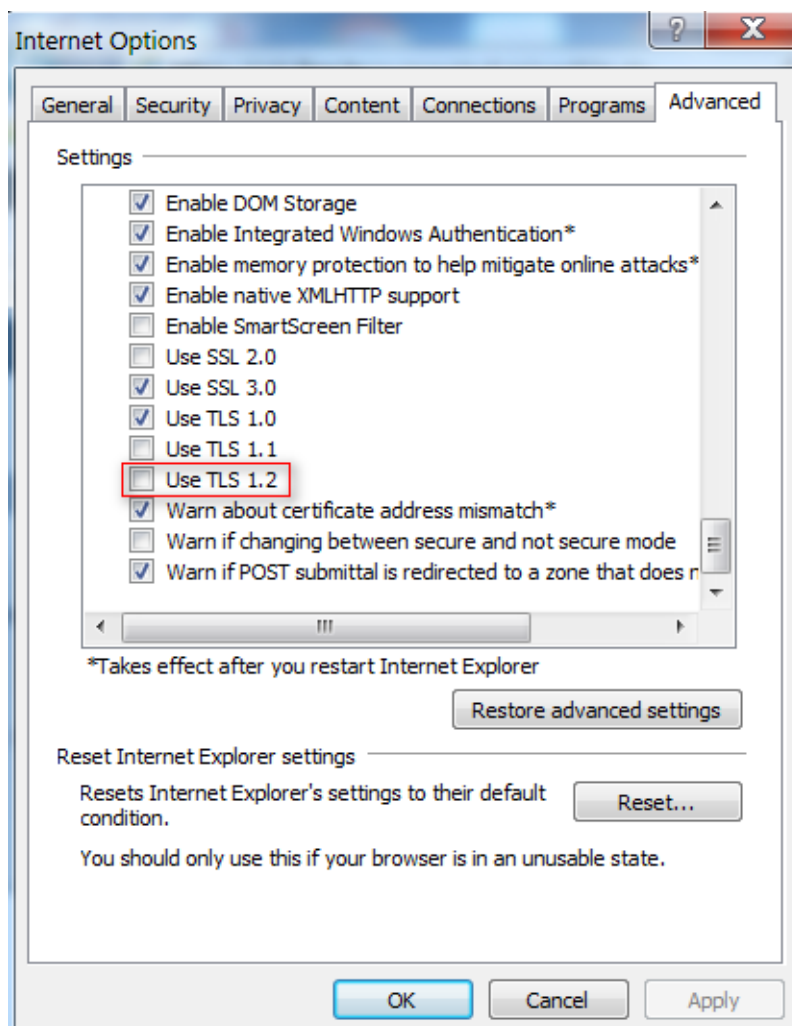 Internet Options
General Security Privacy Content Connections Programs Advanced
Settings
Enable DOM Storage
Enable Integrated Windows Authentication*
Enable memory protection to help mitigate online attacks*
Enable native XMLHTTP support
Enable SmartScreen Filter
Use SSL 2.0
Use SSL 3.0
Use TLS 1.0
Use TLS 1.1
Use TLS 1.2
Warn about certificate address mismatch*
Warn if changing between secure and not secure mode
Warn if POST submittal is redirected to a zone that does n
*Takes effect after you restart Internet Explorer
Restore advanced settings
Reset Internet Explorer settings
Resets Internet Explorer's settings to their default
condition.
Reset...
You should only use this if your browser is in an unusable state.
OK Cancel Apply